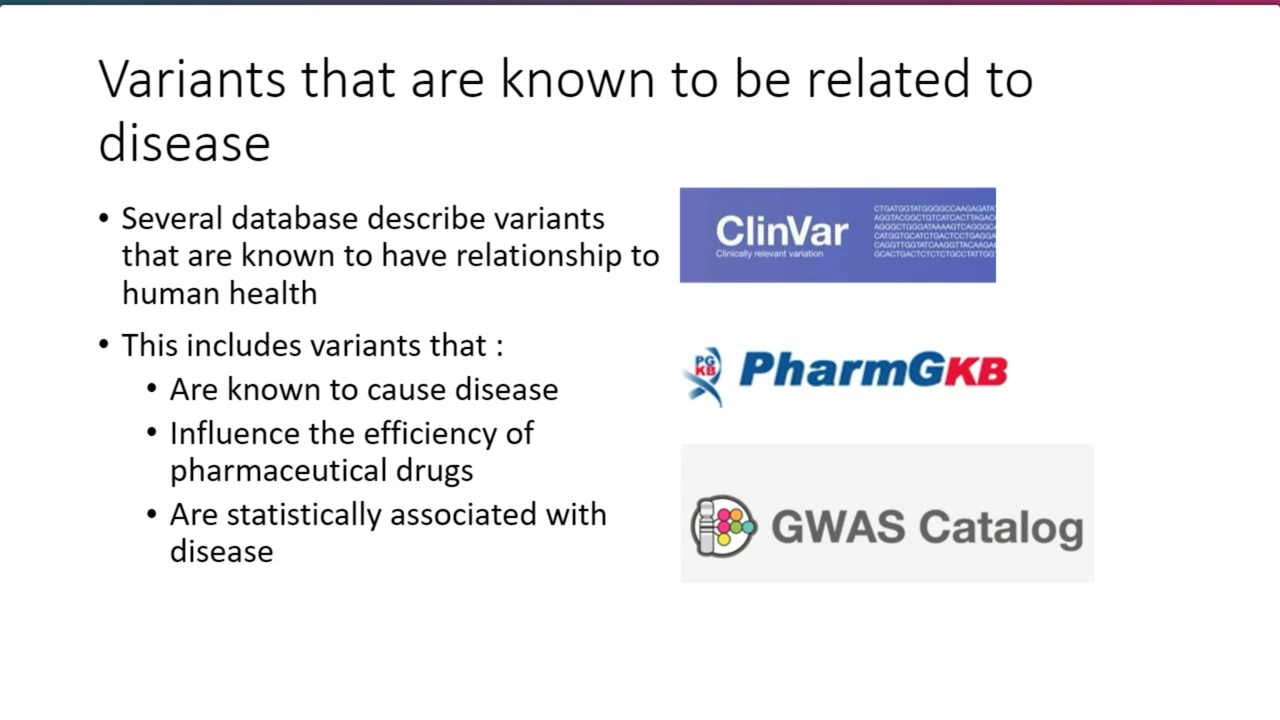 Variants that are known to be related to
disease
• Several database describe variants
that are known to have relationship to
human health
• This includes variants that :
• Are known to cause disease
• Influence the efficiency of
pharmaceutical drugs
• Are statistically associated with
disease
ClinVar
Clinically relevant variation
PG
KB
PharmGKB
GWAS Catalog